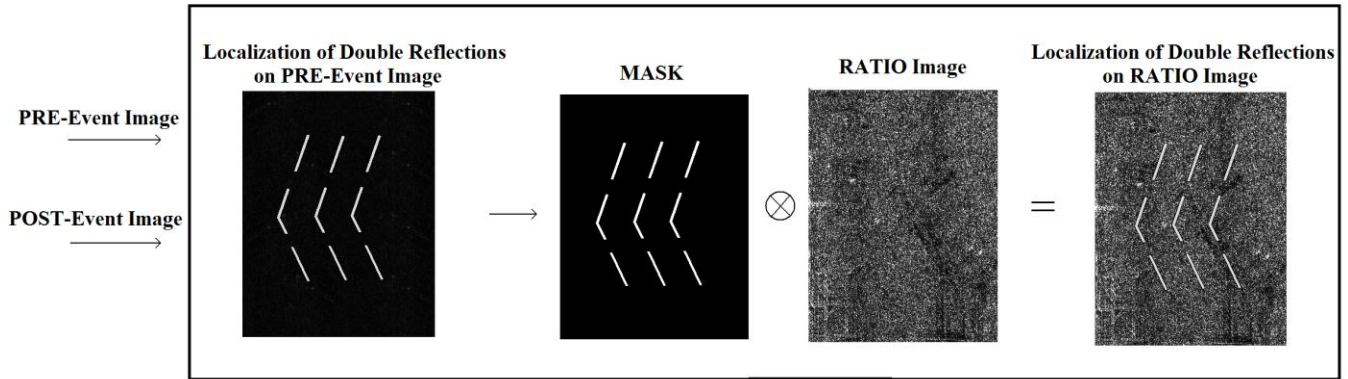 PRE-Event Image
POST-Event Image
Localization of Double Reflections
on PRE-Event Image
MASK
RATIO Image
Localization of Double Reflections
on RATIO Image
=